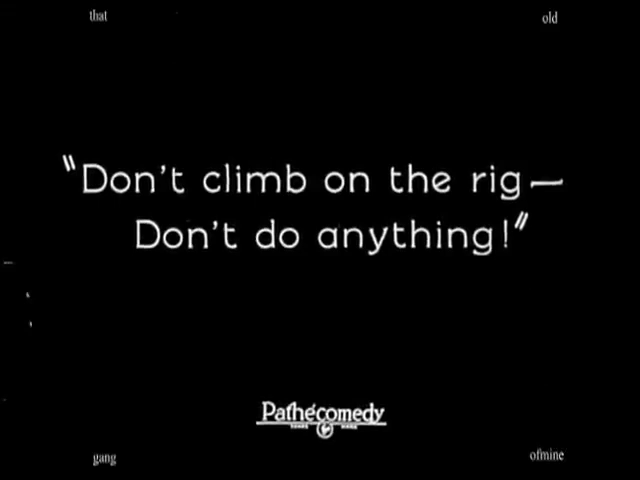 that old
"Don't climb on the rig—
Don't do anything!"
Pathécomedy
gang ofmine